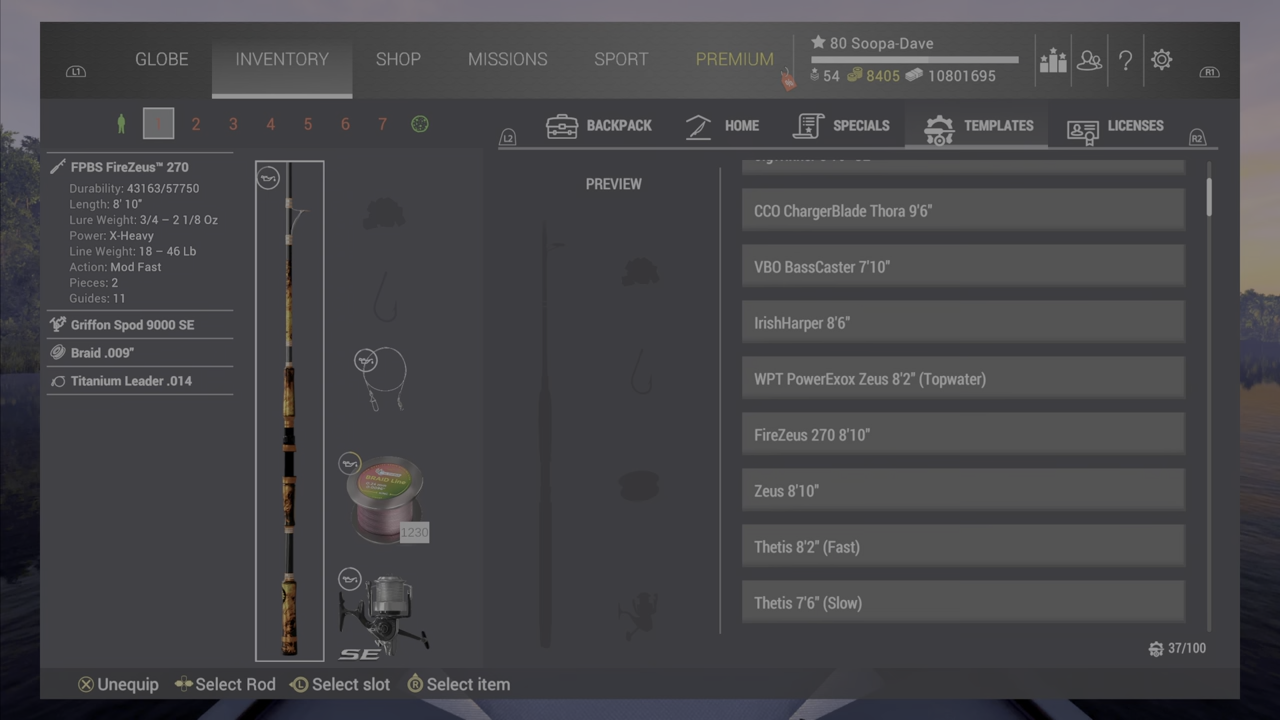 GLOBE
INVENTORY
SHOP
MISSIONS
SPORT
PREMIUM
80 Soopa-Dave
54 8405 10801695
L1
R1
1 2 3 4 5 6 7
L2
BACKPACK
HOME
SPECIALS
TEMPLATES
LICENSES
R2
FPBS FireZeus™ 270
Durability: 43163/57750
Length: 8' 10"
Lure Weight: 3/4 – 2 1/8 Oz
Power: X-Heavy
Line Weight: 18 – 46 Lb
Action: Mod Fast
Pieces: 2
Guides: 11
Griffon Spod 9000 SE
Braid .009"
Titanium Leader .014
BRAID Line
1230
SE
PREVIEW
CCO ChargerBlade Thora 9'6"
VBO BassCaster 7'10"
IrishHarper 8'6"
WPT PowerExox Zeus 8'2" (Topwater)
FireZeus 270 8'10"
Zeus 8'10"
Thetis 8'2" (Fast)
Thetis 7'6" (Slow)
37/100
Unequip
Select Rod
L Select slot
R Select item